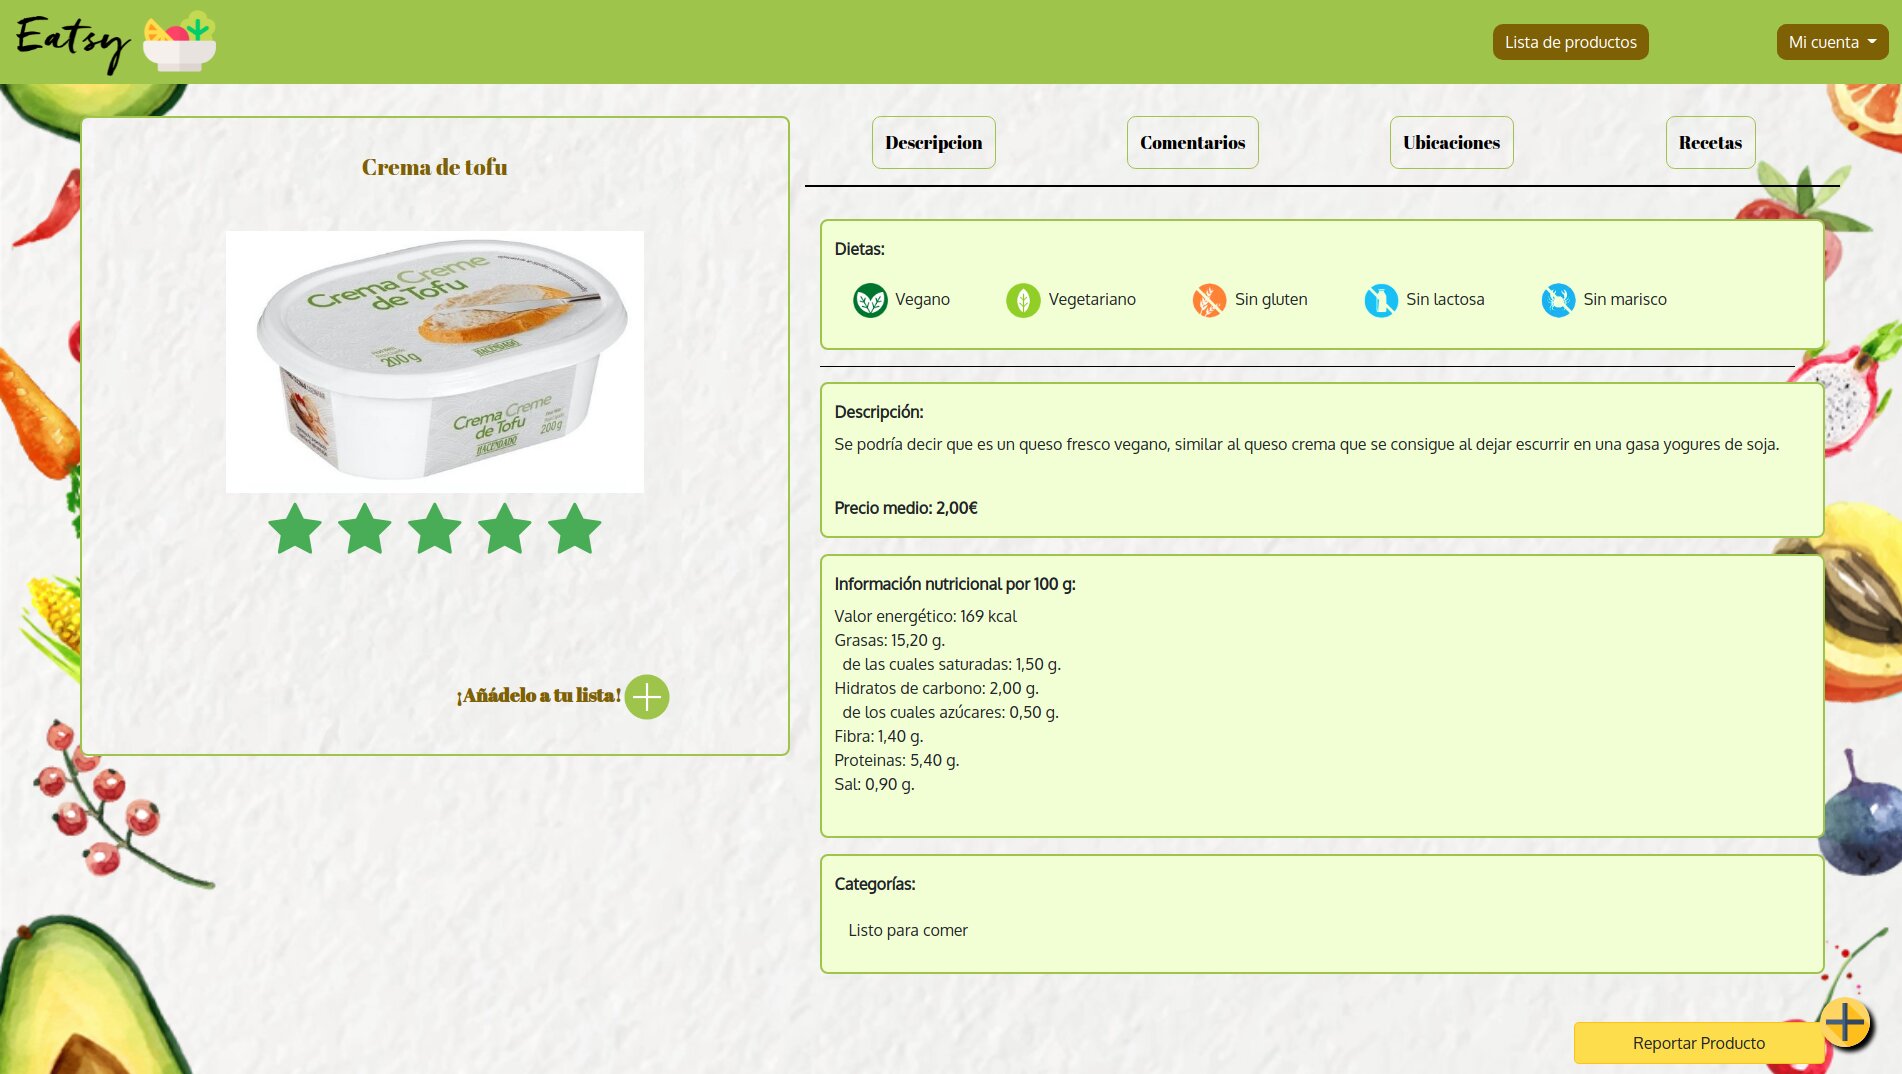 Eatsy
Lista de productos
Mi cuenta
Crema de tofu
Crema Creme
de Tofu
200 g
HACENDADO
Crema Creme
de Tofu
200 g
HACENDADO
¡Añádelo a tu lista!
Descripcion
Comentarios
Ubicaciones
Recetas
Dietas:
Vegano
Vegetariano
Sin gluten
Sin lactosa
Sin marisco
Descripción:
Se podría decir que es un queso fresco vegano, similar al queso crema que se consigue al dejar escurrir en una gasa yogures de soja.
Precio medio: 2,00€
Información nutricional por 100 g:
Valor energético: 169 kcal
Grasas: 15,20 g.
de las cuales saturadas: 1,50 g.
Hidratos de carbono: 2,00 g.
de los cuales azúcares: 0,50 g.
Fibra: 1,40 g.
Proteinas: 5,40 g.
Sal: 0,90 g.
Categorías:
Listo para comer
Reportar Producto